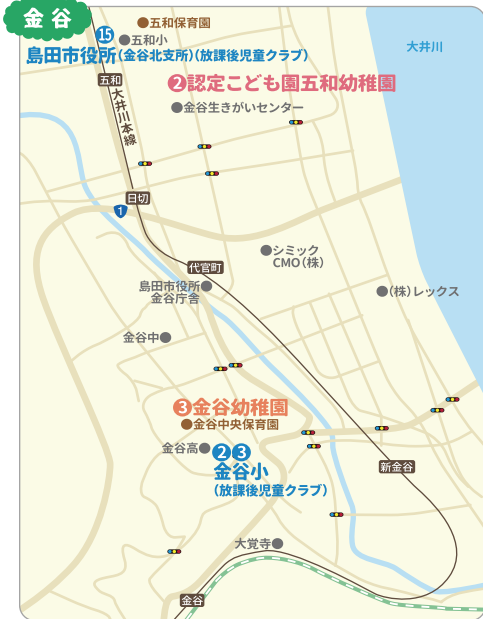 金谷
五和保育園
15
五和小
島田市役所(金谷北支所)(放課後児童クラブ)
大井川
五和
2認定こども園五和幼稚園
大井川本線
金谷生きがいセンター
日切
1
シミック
CMO(株)
代官町
島田市役所
金谷庁舎
(株)レックス
金谷中
3金谷幼稚園
金谷中央保育園
金谷高
2 3
金谷小
(放課後児童クラブ)
新金谷
大覚寺
金谷